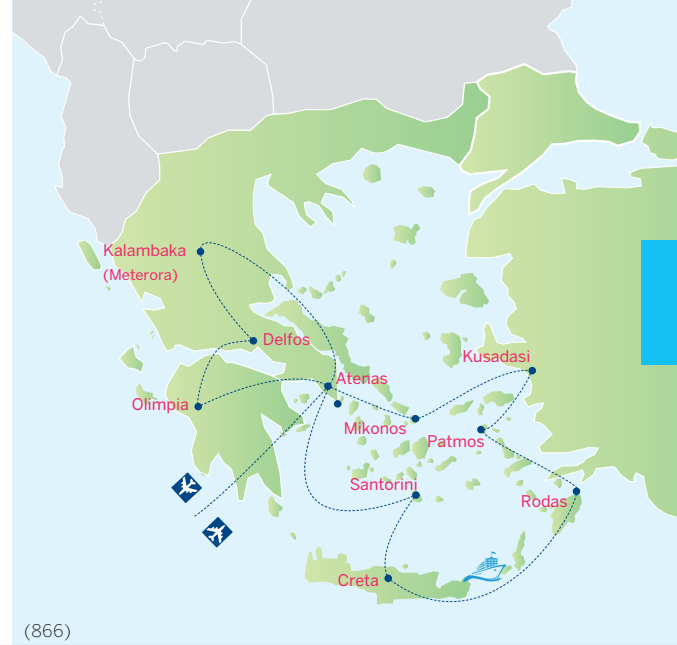 Kalambaka
(Meterora)
Delfos
Kusadasi
Atenas
Olimpia
Mikonos
Patmos
Santorini
Rodas
Creta
(866)